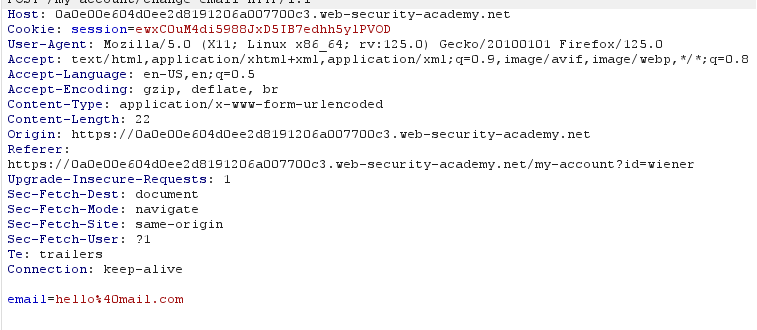 POST /my-account/change-email HTTP/1.1
Host: 0a0e00e604d0ee2d8191206a007700c3.web-security-academy.net
Cookie: session=ewxCOuM4di5988JxD5IB7edhh5ylPVOD
User-Agent: Mozilla/5.0 (X11; Linux x86_64; rv:125.0) Gecko/20100101 Firefox/125.0
Accept: text/html,application/xhtml+xml,application/xml;q=0.9,image/avif,image/webp,*/*;q=0.8
Accept-Language: en-US,en;q=0.5
Accept-Encoding: gzip, deflate, br
Content-Type: application/x-www-form-urlencoded
Content-Length: 22
Origin: https://0a0e00e604d0ee2d8191206a007700c3.web-security-academy.net
Referer:
https://0a0e00e604d0ee2d8191206a007700c3.web-security-academy.net/my-account?id=wiener
Upgrade-Insecure-Requests: 1
Sec-Fetch-Dest: document
Sec-Fetch-Mode: navigate
Sec-Fetch-Site: same-origin
Sec-Fetch-User: ?1
Te: trailers
Connection: keep-alive
email=hello%40mail.com